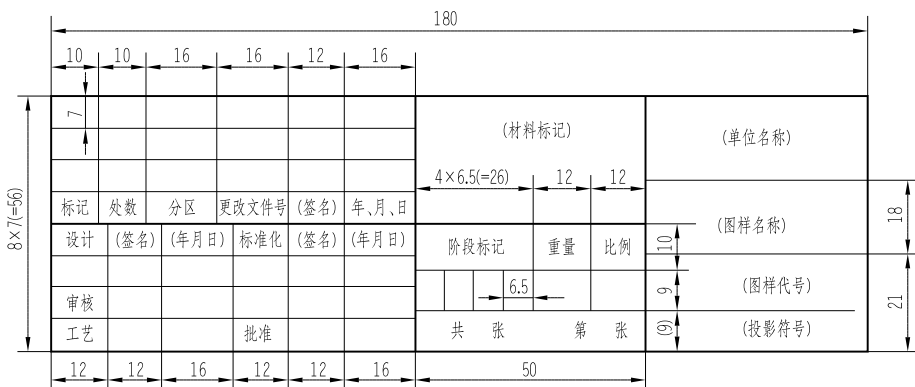 180
10 10 16 16 12 16
7
(材料标记)
(单位名称)
4×6.5(=26) 12 12
8×7(=56)
标记 处数 分区 更改文件号 (签名) 年、月、日
18
(图样名称)
设计 (签名) (年月日) 标准化 (签名) (年月日)
阶段标记 重量 比例
10
6.5
9
(图样代号)
21
审核
工艺 批准
共 张 第 张
(9)
(投影符号)
12 12 16 12 12 16 50